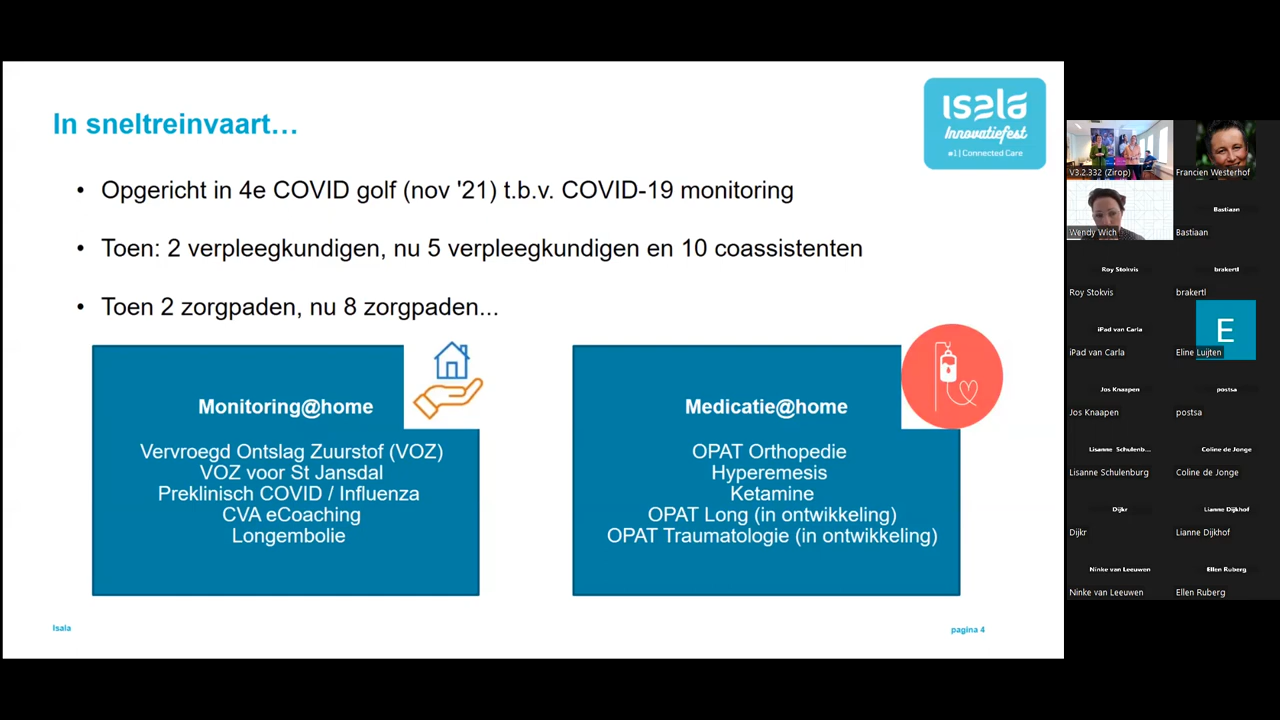 In sneltreinvaart...
isala
Innovatiefest
#1 | Connected Care
• Opgericht in 4e COVID golf (nov '21) t.b.v. COVID-19 monitoring
• Toen: 2 verpleegkundigen, nu 5 verpleegkundigen en 10 coassistenten
• Toen 2 zorgpaden, nu 8 zorgpaden...
Monitoring@home
Vervroegd Ontslag Zuurstof (VOZ)
VOZ voor St Jansdal
Preklinisch COVID / Influenza
CVA eCoaching
Longembolie
Medicatie@home
OPAT Orthopedie
Hyperemesis
Ketamine
OPAT Long (in ontwikkeling)
OPAT Traumatologie (in ontwikkeling)
Isala
pagina 4
V3.2.332 (Zirop)
Francien Westerhof
Wendy Wich
Bastiaan
Bastiaan
Roy Stokvis
brakertl
Roy Stokvis
brakertl
iPad van Carla
E
iPad van Carla
Eline Luijten
Jos Knaapen
postsa
Jos Knaapen
postsa
Lisanne Schulenb...
Coline de Jonge
Lisanne Schulenburg
Coline de Jonge
Dijkr
Lianne Dijkhof
Dijkr
Lianne Dijkhof
Ninke van Leeuwen
Ellen Ruberg
Ninke van Leeuwen
Ellen Ruberg